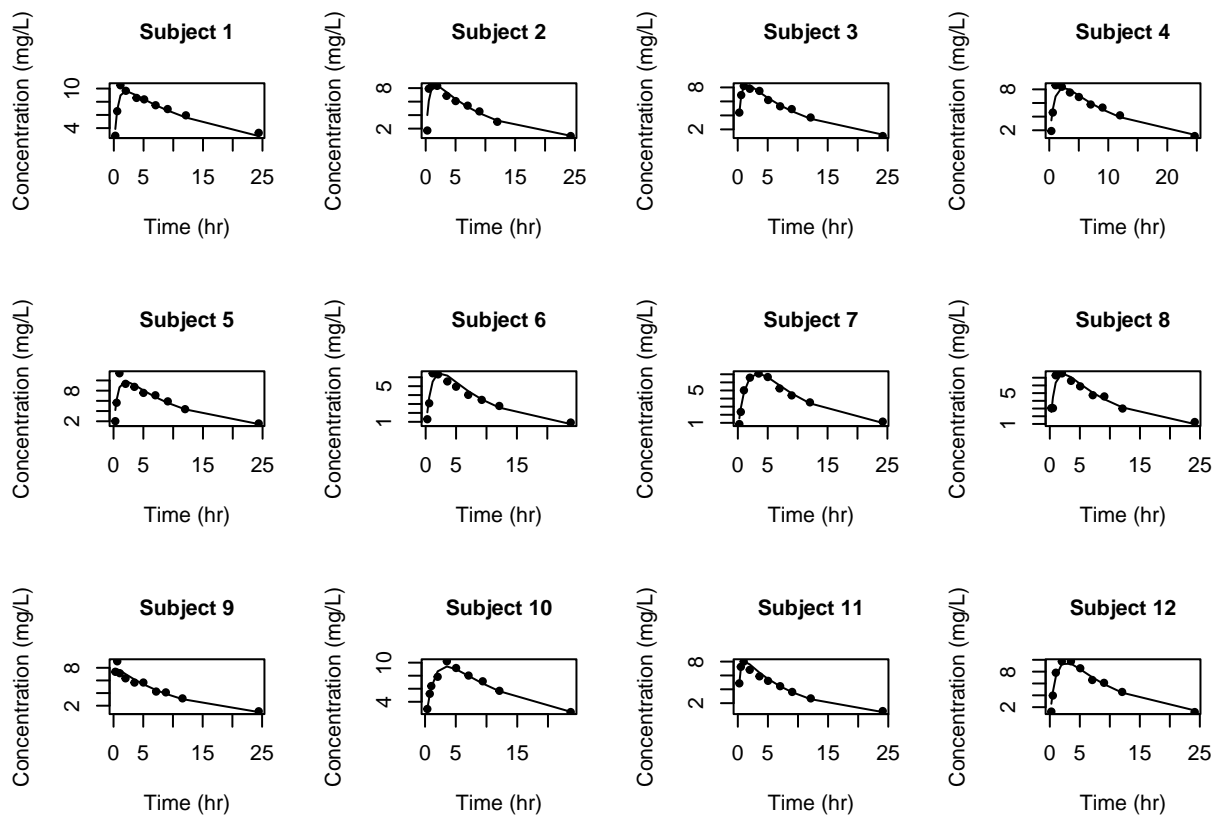 Subject 1
Concentration (mg/L)
4 10
0 5 15 25
Time (hr)
Subject 2
Concentration (mg/L)
2 8
0 5 15 25
Time (hr)
Subject 3
Concentration (mg/L)
2 8
0 5 15 25
Time (hr)
Subject 4
Concentration (mg/L)
2 8
0 10 20
Time (hr)
Subject 5
Concentration (mg/L)
2 8
0 5 15 25
Time (hr)
Subject 6
Concentration (mg/L)
1 5
0 5 15
Time (hr)
Subject 7
Concentration (mg/L)
1 5
0 5 15 25
Time (hr)
Subject 8
Concentration (mg/L)
1 5
0 5 15 25
Time (hr)
Subject 9
Concentration (mg/L)
2 8
0 5 15 25
Time (hr)
Subject 10
Concentration (mg/L)
4 10
0 5 15
Time (hr)
Subject 11
Concentration (mg/L)
2 8
0 5 15 25
Time (hr)
Subject 12
Concentration (mg/L)
2 8
0 5 15 25
Time (hr)